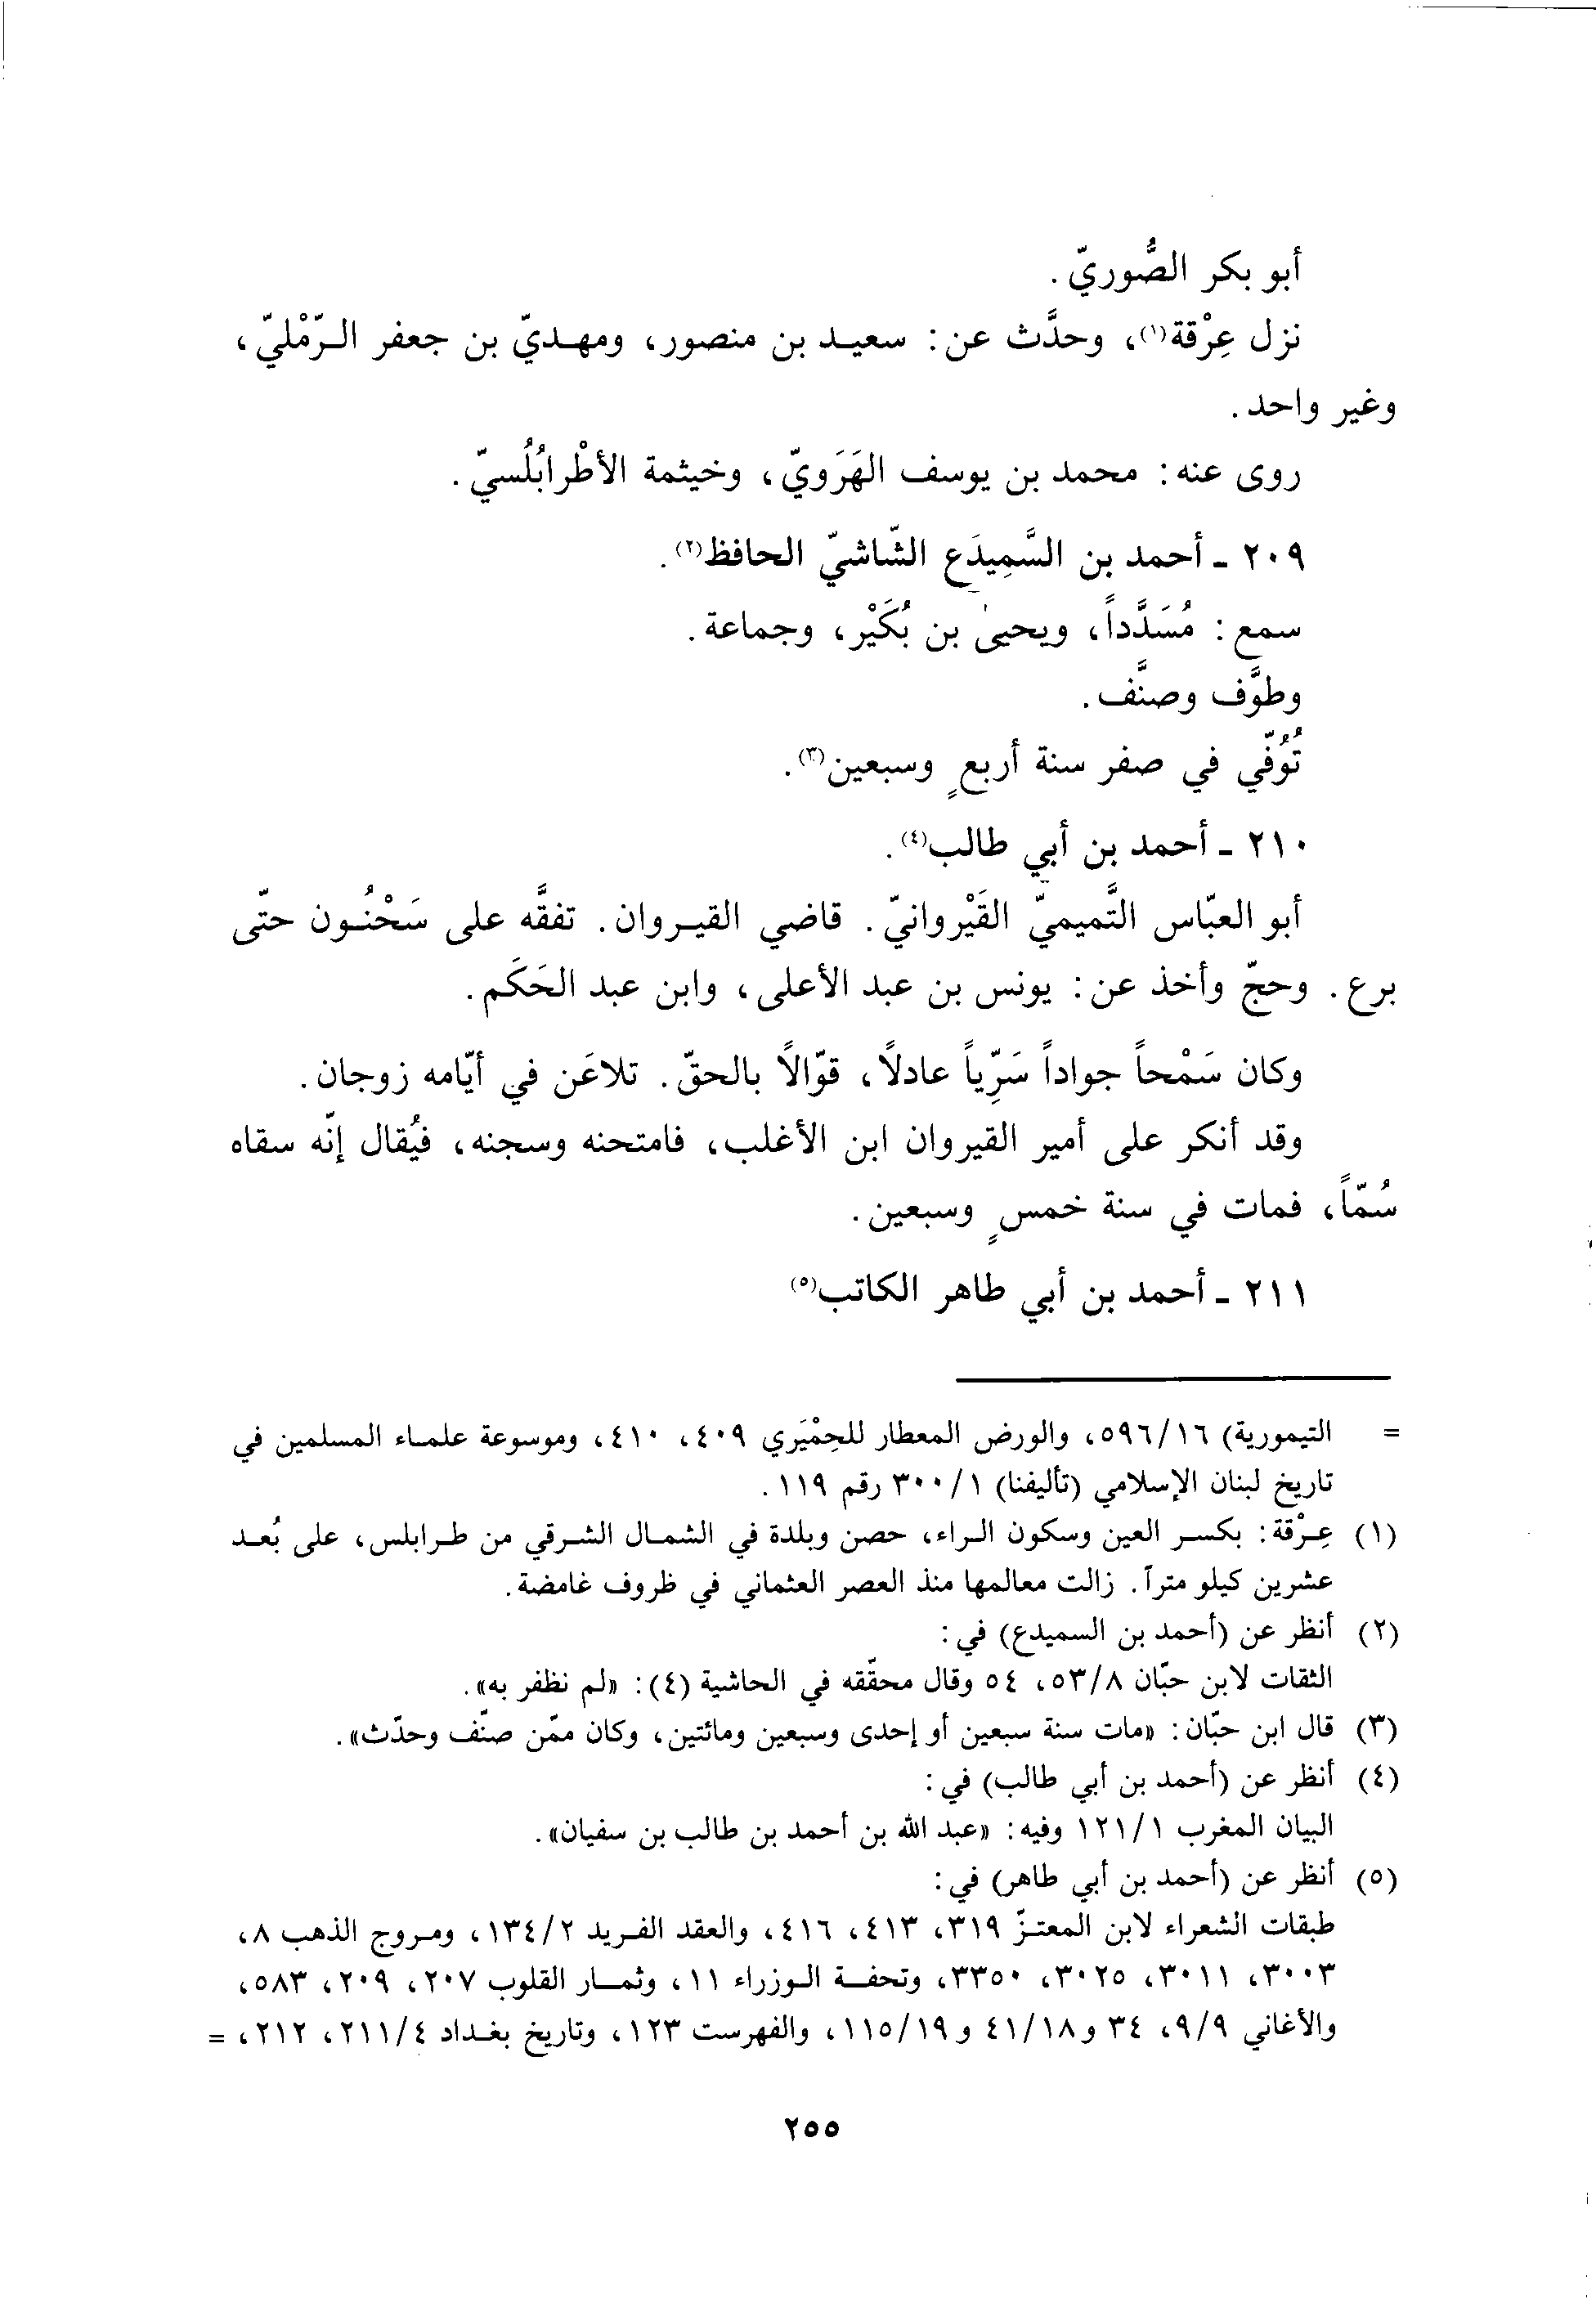 أبو بكر الصُّوريّ.
نزل عِرْقة(١)، وحدَّث عن: سعيد بن منصور، ومهديّ بن جعفر الرّمْليّ،
وغير واحد.
روى عنه: محمد بن يوسف الهَرَويّ، وخيثمة الأطْرابُلُسيّ.
٢٠٩ - أحمد بن السَّمِيدَع الشّاشيّ الحافظ(٢).
سمع: مُسَدَّداً، ويحيىٰ بن بُكَيْر، وجماعة.
وطوَّف وصنَّف.
تُوُفّي في صفر سنة أربعٍ وسبعين(٣).
٢١٠ - أحمد بن أبي طالب(٤).
أبو العبّاس التَّميميّ القَيْروانيّ. قاضي القيروان. تفقَّه على سَحْنُون حتّى
برع. وحجّ وأخذ عن: يونس بن عبد الأعلى، وابن عبد الحَكَم.
وكان سَمْحاً جواداً سَرِّياً عادلاً، قوّالاً بالحقّ. تلاعَن في أيّامه زوجان.
وقد أنكر على أمير القيروان ابن الأغلب، فامتحنه وسجنه، فيُقال إنّه سقاه
سُمّاً، فمات في سنة خمسٍ وسبعين.
٢١١ - أحمد بن أبي طاهر الكاتب(٥)
= التيمورية) ٥٩٦/١٦، والورض المعطار للحِمْيَري ٤٠٩، ٤١٠، وموسوعة علماء المسلمين في
تاريخ لبنان الإسلامي (تأليفنا) ٣٠٠/١ رقم ١١٩.
(١) عِرْقة: بكسر العين وسكون الراء، حصن وبلدة في الشمال الشرقي من طرابلس، على بُعد
عشرين كيلو متراً. زالت معالمها منذ العصر العثماني في ظروف غامضة.
(٢) أنظر عن (أحمد بن السميدع) في:
الثقات لابن حبّان ٥٣/٨، ٥٤ وقال محقّقه في الحاشية (٤): «لم نظفر به».
(٣) قال ابن حبّان: «مات سنة سبعين أو إحدى وسبعين ومائتين، وكان ممّن صنّف وحدّث».
(٤) أنظر عن (أحمد بن أبي طالب) في:
البيان المغرب ١٢١/١ وفيه: «عبد الله بن أحمد بن طالب بن سفيان».
(٥) أنظر عن (أحمد بن أبي طاهر) في:
طبقات الشعراء لابن المعتزّ ٣١٩، ٤١٣، ٤١٦، والعقد الفريد ١٣٤/٢، ومروج الذهب ٨،
٣٠٠٣، ٣٠١١، ٣٠٢٥، ٣٣٥٠، وتحفة الوزراء ١١، وثمار القلوب ٢٠٧، ٢٠٩، ٥٨٣،
والأغاني ٩/٩، ٣٤ و٤١/١٨ و١١٥/١٩، والفهرست ١٢٣، وتاريخ بغداد ٢١١/٤، ٢١٢، =
٢٥٥